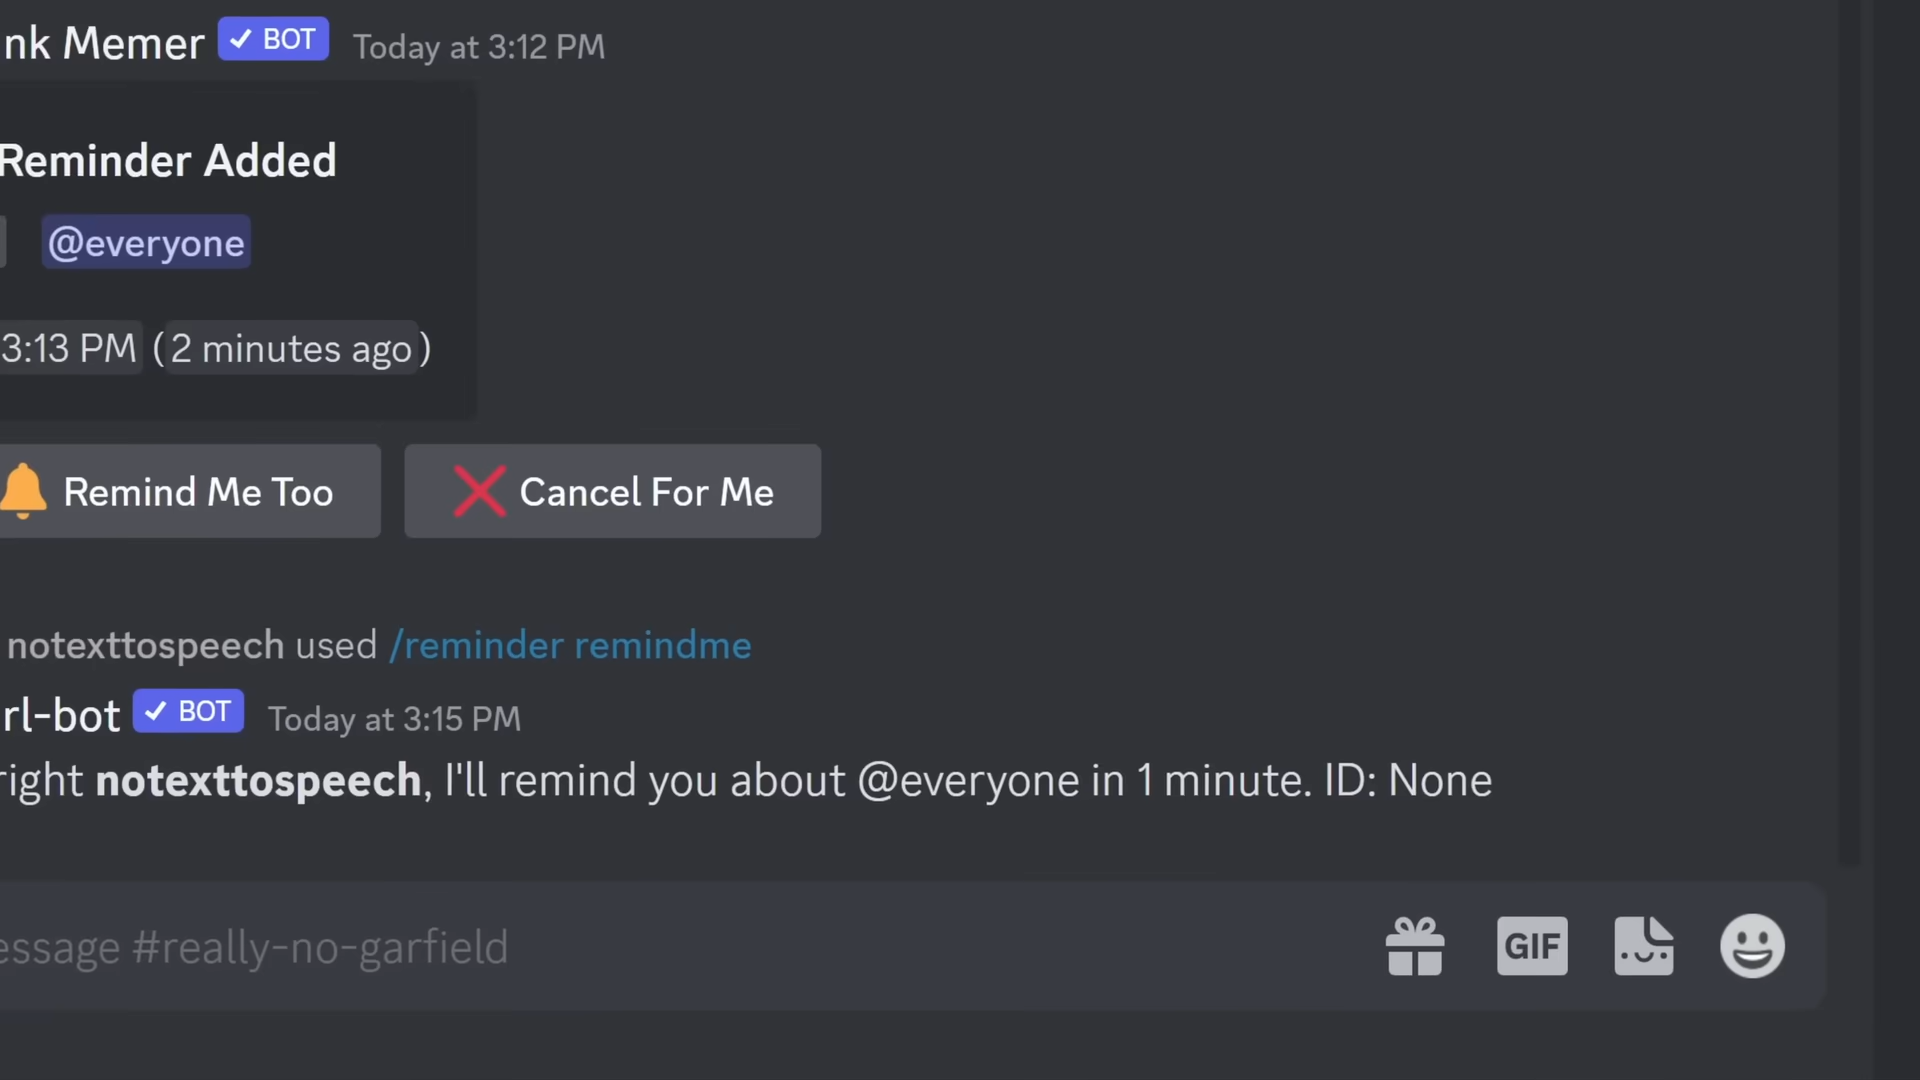 nk Memer BOT Today at 3:12 PM
Reminder Added
@everyone
3:13 PM (2 minutes ago)
Remind Me Too Cancel For Me
notexttospeech used /reminder remindme
rl-bot BOT Today at 3:15 PM
right notexttospeech, I'll remind you about @everyone in 1 minute. ID: None
essage #really-no-garfield
GIF